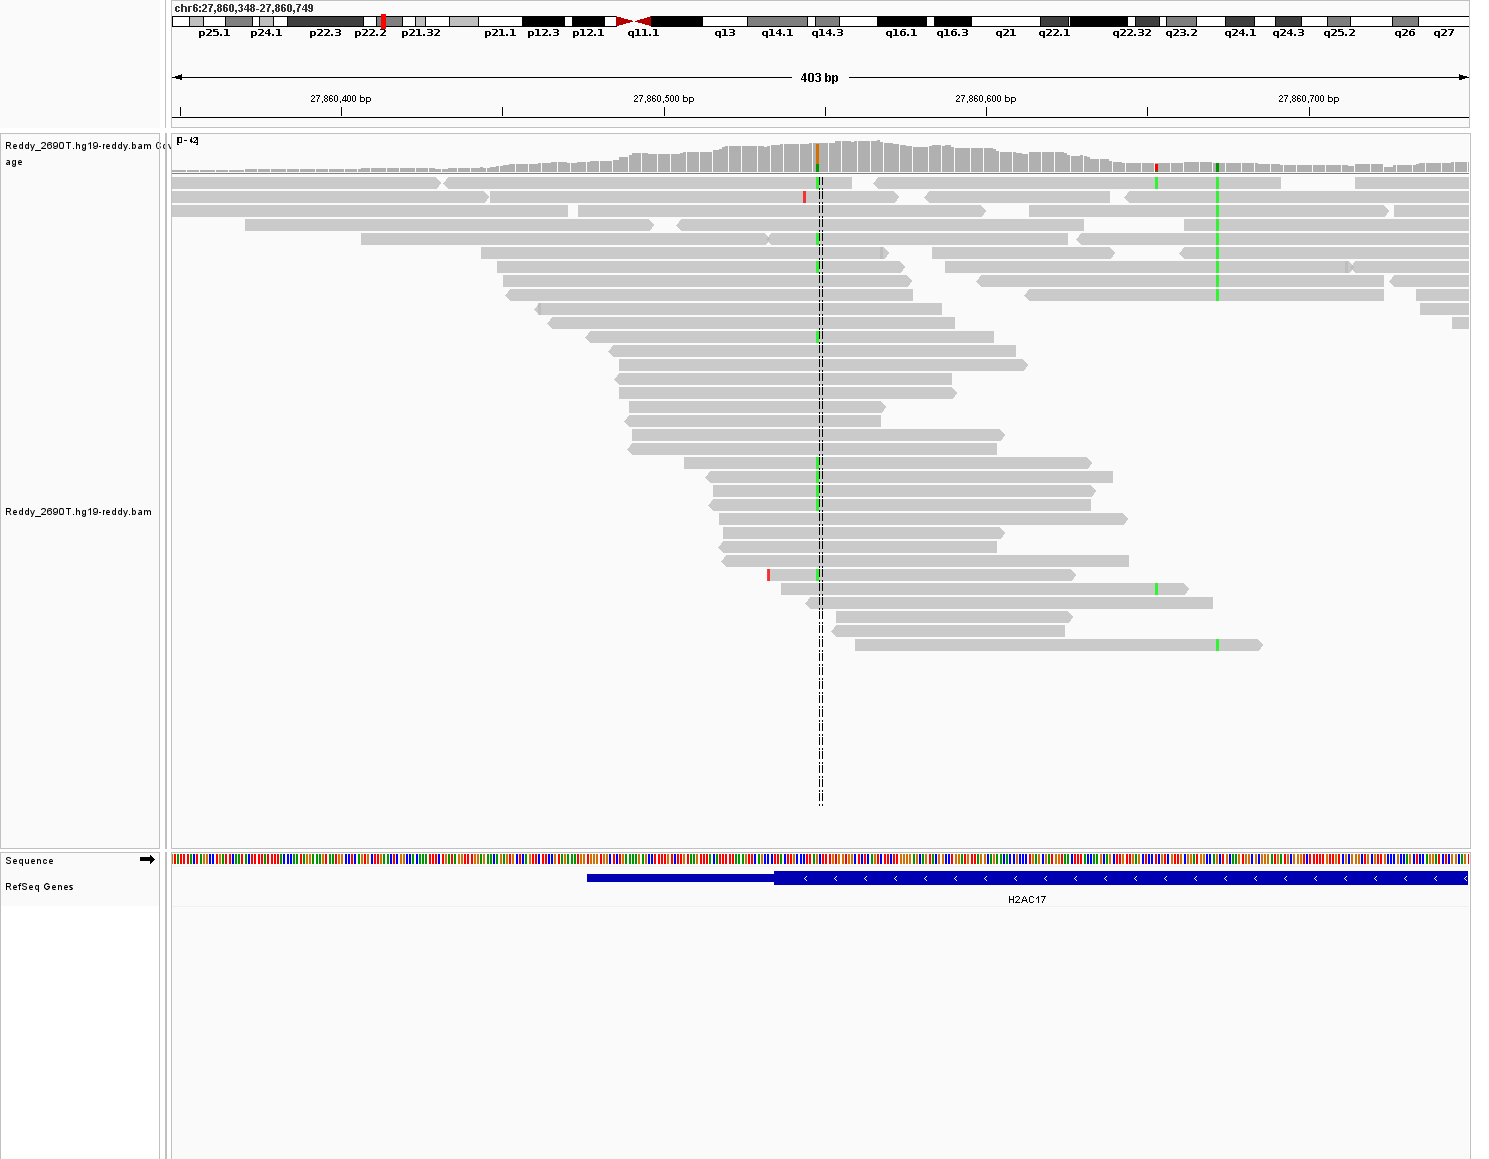 chr6:27,860,348-27,860,749
p25.1 p24.1 p22.3 p22.2 p21.32 p21.1 p12.3 p12.1 q11.1 q13 q14.1 q14.3 q16.1 q16.3 q21 q22.1 q22.32 q23.2 q24.1 q24.3 q25.2 q26 q27
403 bp
27,860,400 bp 27,860,500 bp 27,860,600 bp 27,860,700 bp
[0 - 42]
Reddy_2690T.hg19-reddy.bam Cov
age
Reddy_2690T.hg19-reddy.bam
Sequence
RefSeq Genes
H2AC17